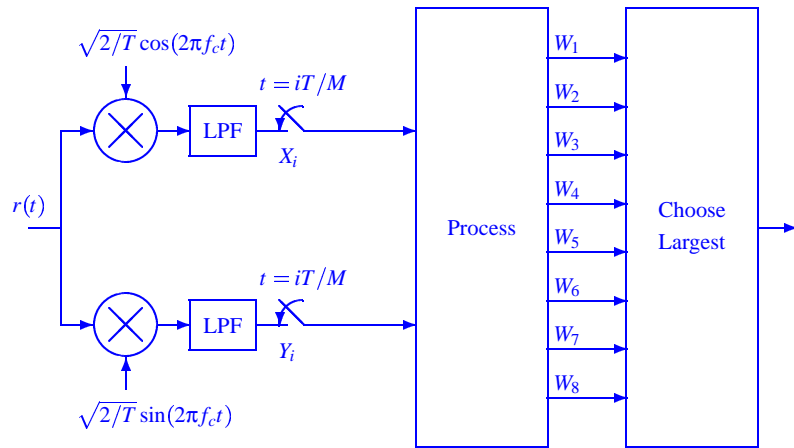 √2/T cos(2πf_c t)
t = iT/M
LPF
X_i
r(t)
t = iT/M
LPF
Y_i
√2/T sin(2πf_c t)
Process
W_1
W_2
W_3
W_4
W_5
W_6
W_7
W_8
Choose
Largest